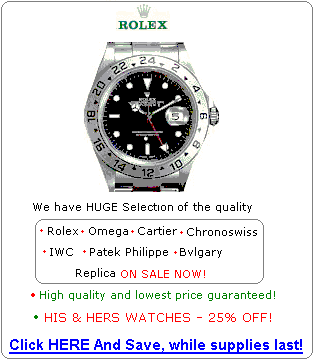 ROLEX
24
We have HUGE Selection of the quality
Rolex Omega Cartier Chronoswiss
IWC Patek Philippe Bvlgary
Replica ON SALE NOW!
High quality and lowest price guaranteed!
HIS & HERS WATCHES - 25% OFF!
Click HERE And Save, while supplies last!